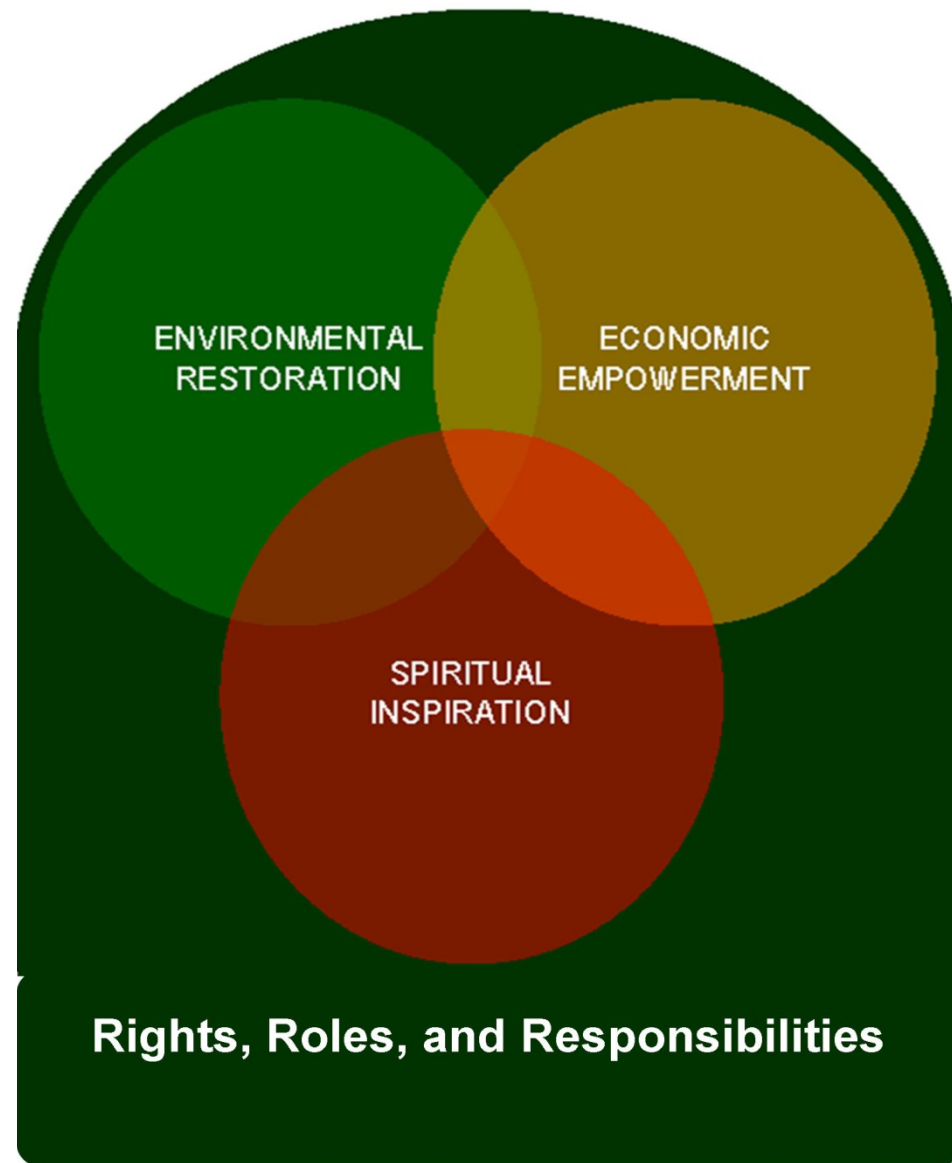 ENVIRONMENTAL
RESTORATION
ECONOMIC
EMPOWERMENT
SPIRITUAL
INSPIRATION
Rights, Roles, and Responsibilities